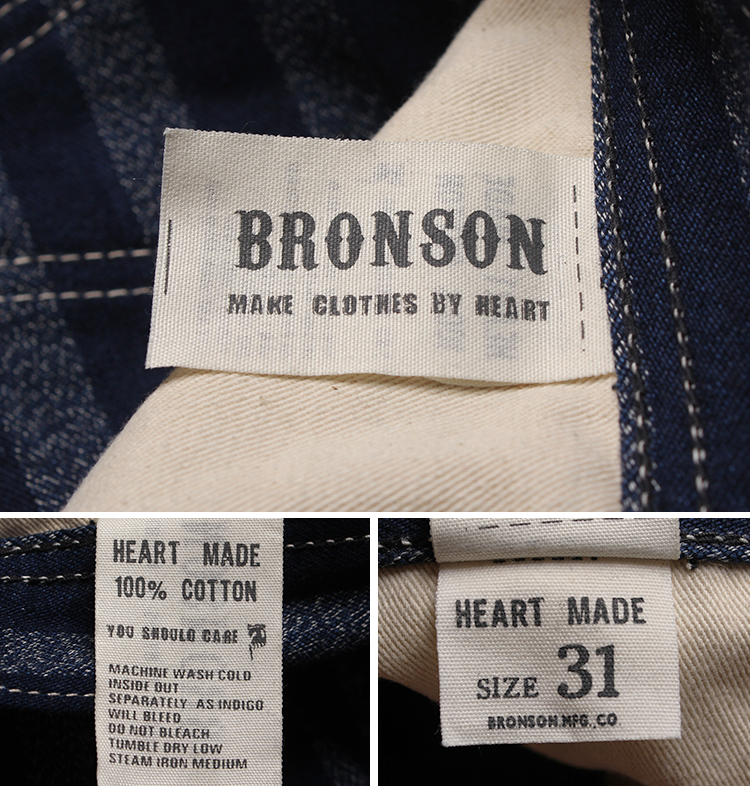 BRONSON
MAKE CLOTHES BY HEART
HEART MADE
100% COTTON
YOU SHOULD CARE
MACHINE WASH COLD
INSIDE OUT
SEPARATELY AS INDIGO
WILL BLEED
DO NOT BLEACH
TUMBLE DRY LOW
STEAM IRON MEDIUM
HEART MADE
SIZE 31
BRONSON.MFG.,CO